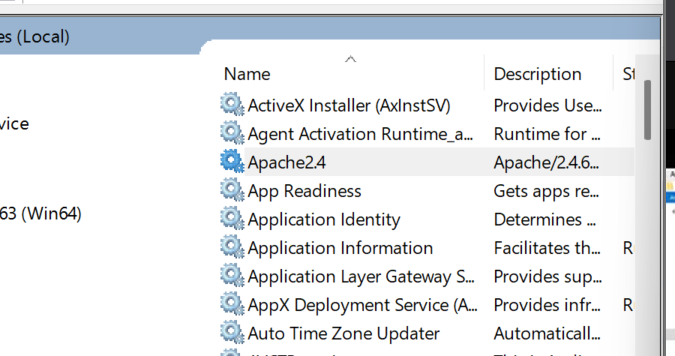 es (Local)
Name Description St
ActiveX Installer (AxInstSV) Provides Use...
vice
Agent Activation Runtime_a... Runtime for ...
Apache2.4 Apache/2.4.6...
App Readiness Gets apps re...
63 (Win64)
Application Identity Determines ...
Application Information Facilitates th... R
Application Layer Gateway S... Provides sup...
AppX Deployment Service (A... Provides infr... R
Auto Time Zone Updater Automaticall...